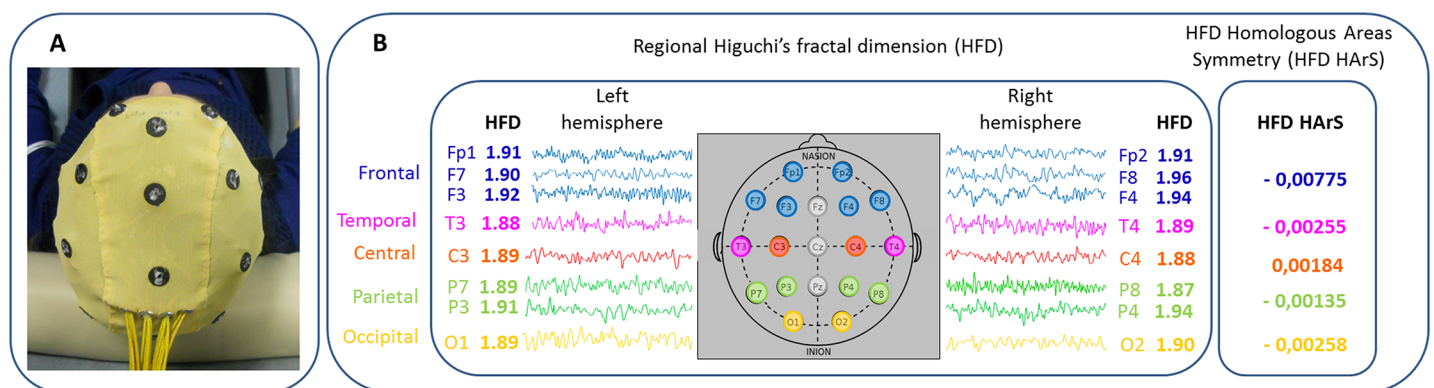 A
B
Regional Higuchi's fractal dimension (HFD)
HFD Homologous Areas
Symmetry (HFD HArS)
Left
hemisphere
Right
hemisphere
HFD
HFD
HFD HArS
Frontal
Fp1 1.91
F7 1.90
F3 1.92
Fp2 1.91
F8 1.96
F4 1.94
- 0,00775
Temporal
T3 1.88
T4 1.89
- 0,00255
Central
C3 1.89
C4 1.88
0,00184
Parietal
P7 1.89
P3 1.91
P8 1.87
P4 1.94
- 0,00135
Occipital
O1 1.89
O2 1.90
- 0,00258
NASION
Fp1 Fp2
F7 F3 Fz F4 F8
T3 C3 Cz C4 T4
P7 P3 Pz P4 P8
O1 O2
INION